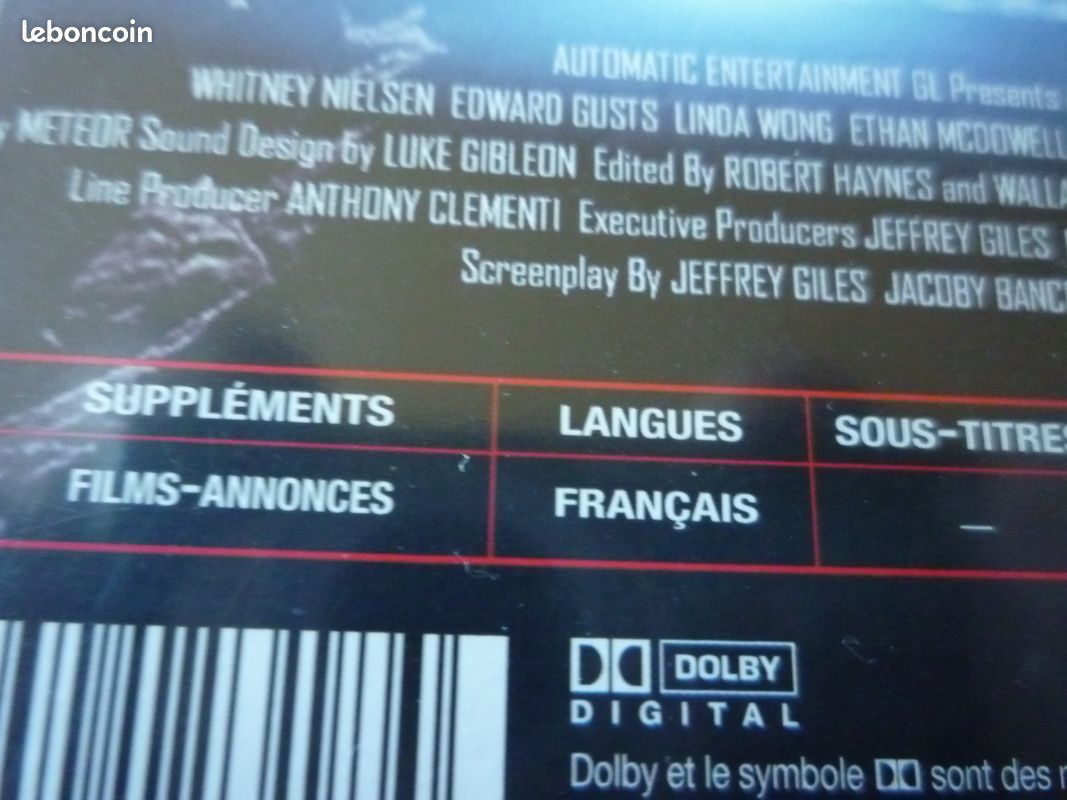 leboncoin
AUTOMATIC ENTERTAINMENT GL Presents
WHITNEY NIELSEN EDWARD GUSTS LINDA WONG ETHAN MCDOWELL
METEOR Sound Design by LUKE GIBLEON Edited By ROBERT HAYNES and
Line Producer ANTHONY CLEMENTI Executive Producers JEFFREY GILES
Screenplay By JEFFREY GILES JACOBY
SUPPLÉMENTS LANGUES SOUS-TITRES
FILMS-ANNONCES FRANÇAIS –
DOLBY
DIGITAL
Dolby et le symbole sont des